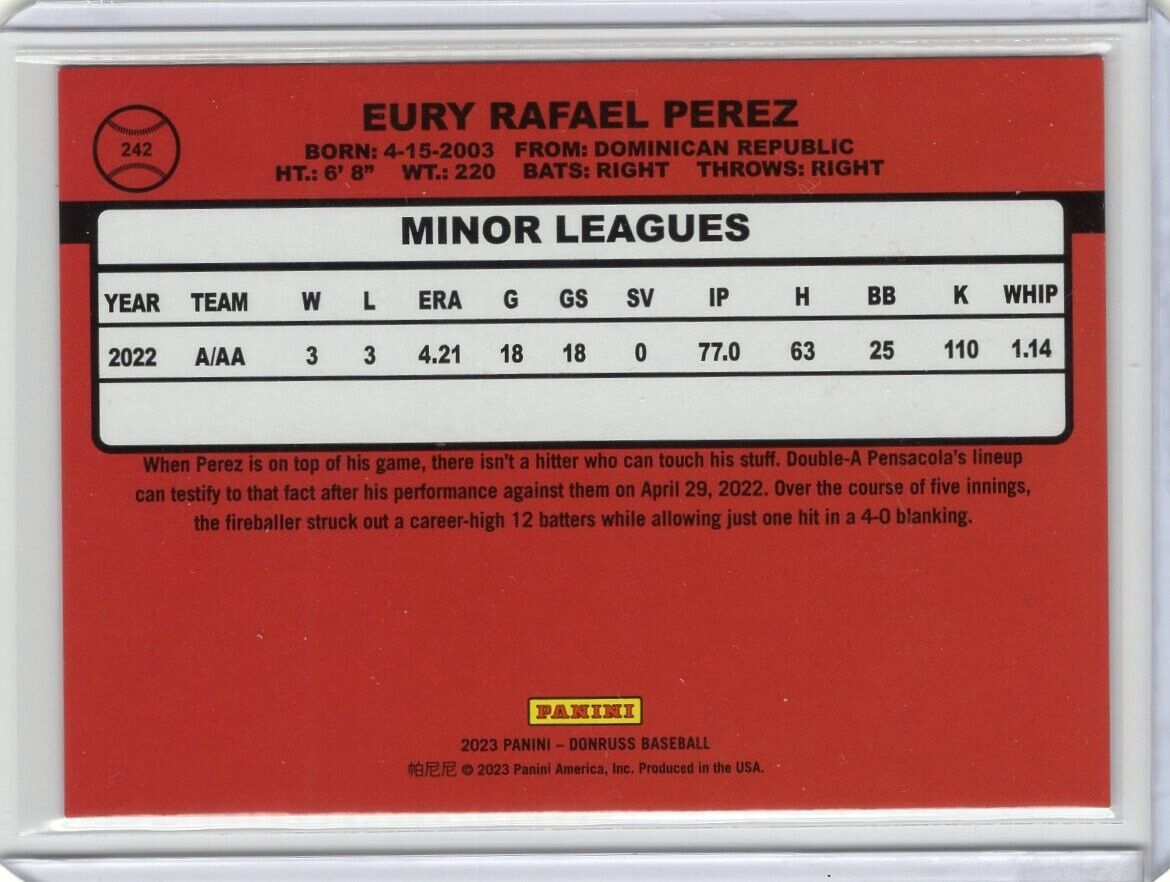 242
EURY RAFAEL PEREZ
BORN: 4-15-2003 FROM: DOMINICAN REPUBLIC
HT.: 6' 8" WT.: 220 BATS: RIGHT THROWS: RIGHT
MINOR LEAGUES
YEAR TEAM W L ERA G GS SV IP H BB K WHIP
2022 A/AA 3 3 4.21 18 18 0 77.0 63 25 110 1.14
When Perez is on top of his game, there isn't a hitter who can touch his stuff. Double-A Pensacola's lineup
can testify to that fact after his performance against them on April 29, 2022. Over the course of five innings,
the fireballer struck out a career-high 12 batters while allowing just one hit in a 4-0 blanking.
PANINI
2023 PANINI – DONRUSS BASEBALL
帕尼尼 © 2023 Panini America, Inc. Produced in the USA.